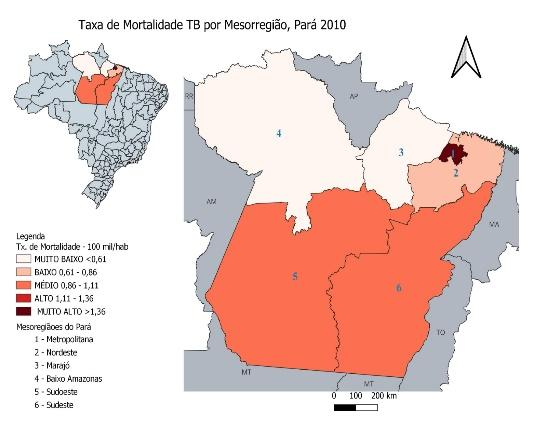 Taxa de Mortalidade TB por Mesorregião, Pará 2010
RR
AP
4
3
1
2
AM
MA
5
6
TO
MT
MT
Legenda
Tx. de Mortalidade - 100 mil/hab
MUITO BAIXO <0,61
BAIXO 0,61 - 0,86
MÉDIO 0,86 - 1,11
ALTO 1,11 - 1,36
MUITO ALTO >1,36
Mesoregiãoes do Pará
1 - Metropolitana
2 - Nordeste
3 - Marajó
4 - Baixo Amazonas
5 - Sudoeste
6 - Sudeste
0 100 200 km